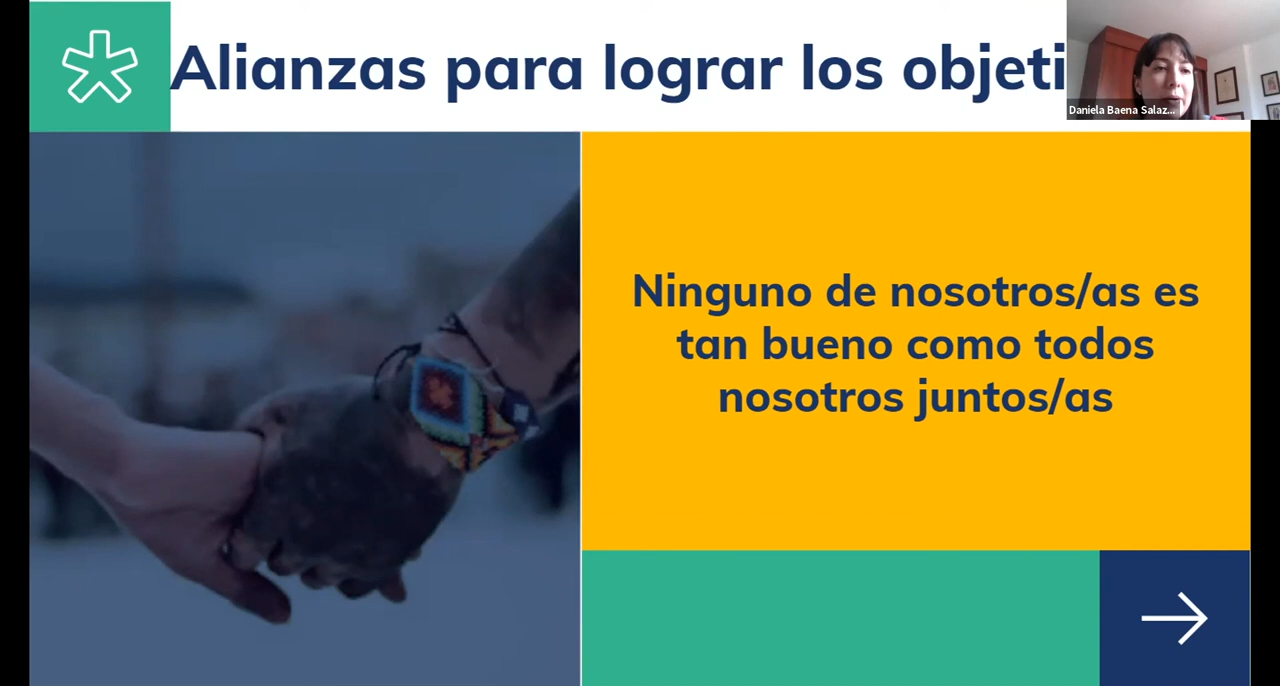 Alianzas para lograr los objeti
Daniela Baena Salaz...
Ninguno de nosotros/as es
tan bueno como todos
nosotros juntos/as